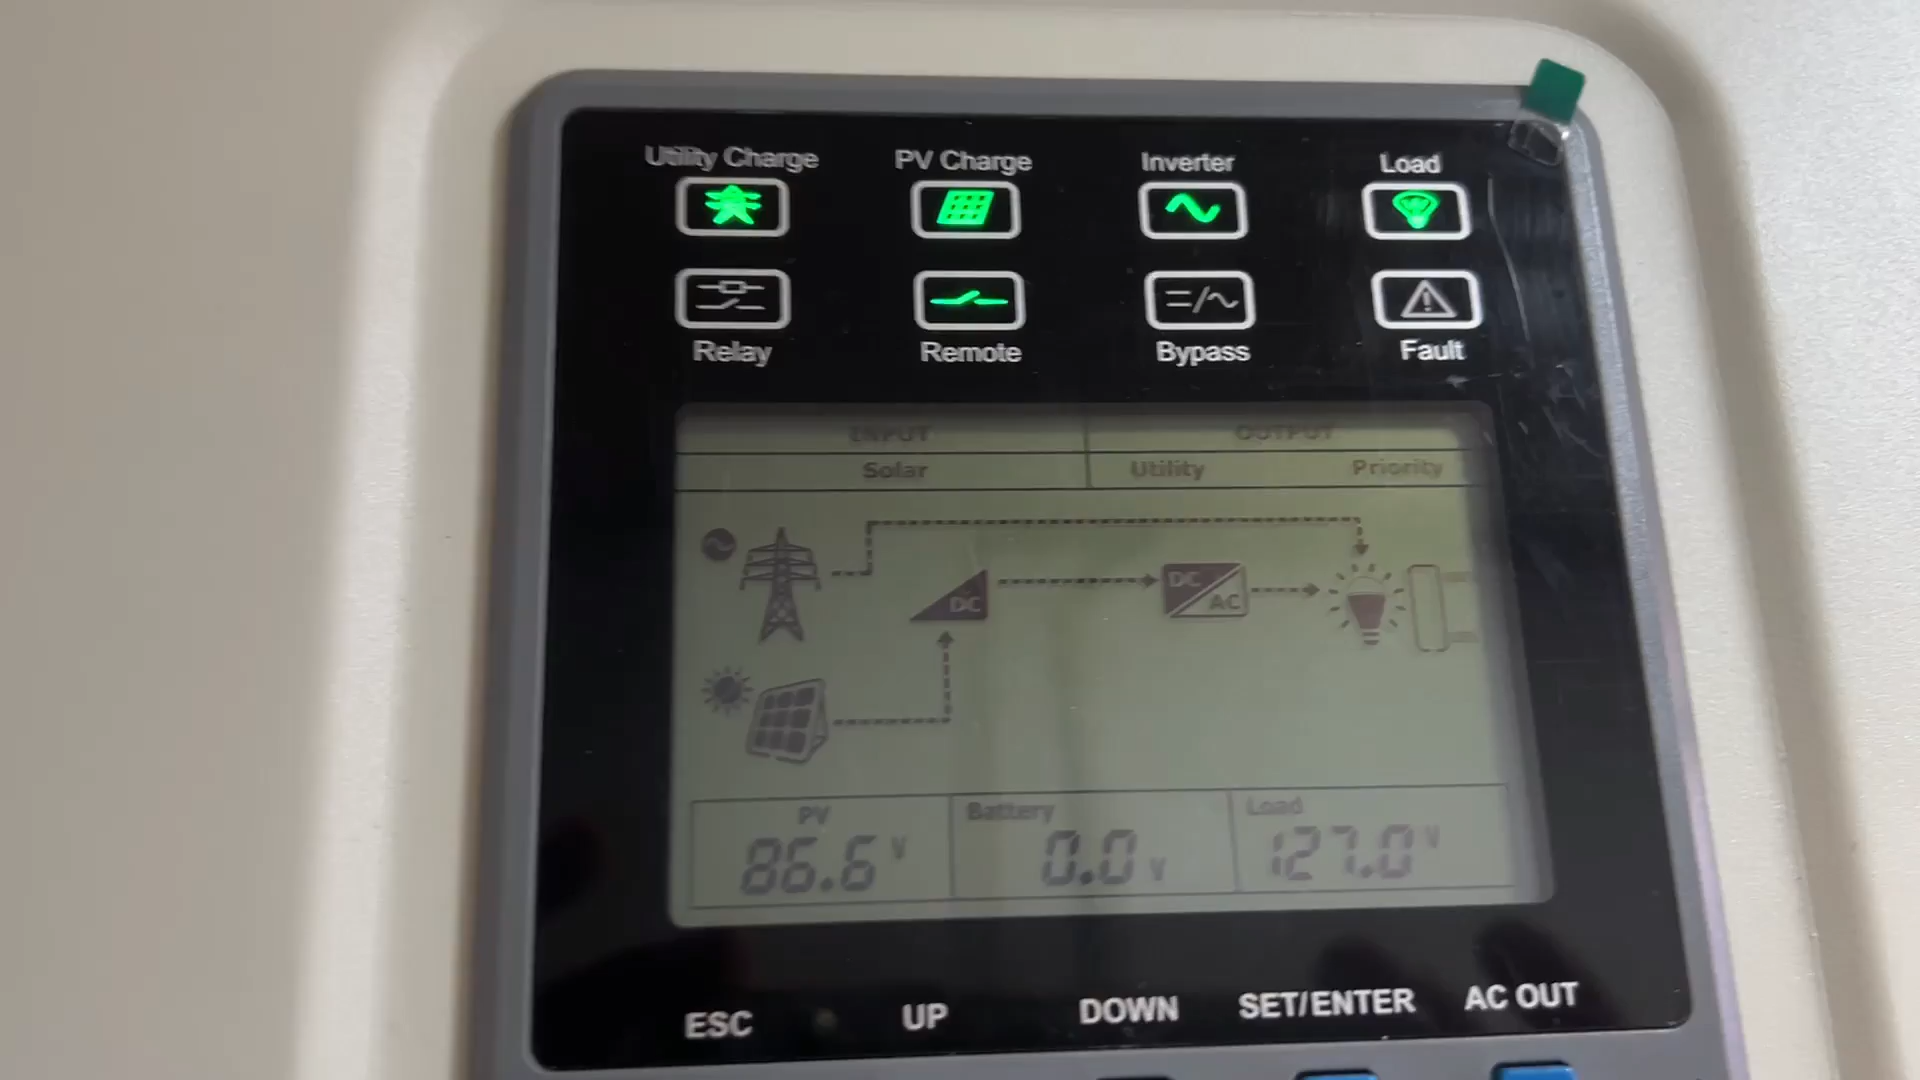 Utility Charge PV Charge Inverter Load
Relay Remote Bypass Fault
INPUT OUTPUT
Solar Utility Priority
DC DC AC
PV Battery Load
86.6 V 0.0 V 127.0 V
ESC UP DOWN SET/ENTER AC OUT